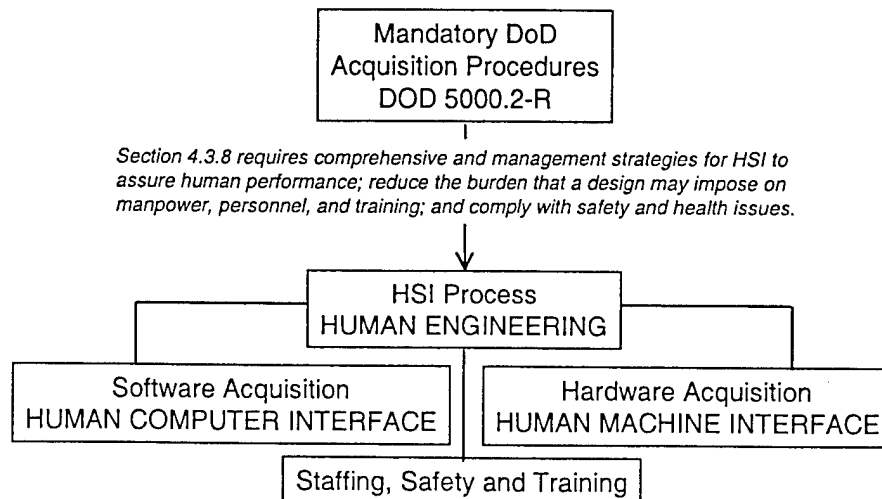 Mandatory DoD
Acquisition Procedures
DOD 5000.2-R
Section 4.3.8 requires comprehensive and management strategies for HSI to
assure human performance; reduce the burden that a design may impose on
manpower, personnel, and training; and comply with safety and health issues.
HSI Process
HUMAN ENGINEERING
Software Acquisition
HUMAN COMPUTER INTERFACE
Hardware Acquisition
HUMAN MACHINE INTERFACE
Staffing, Safety and Training